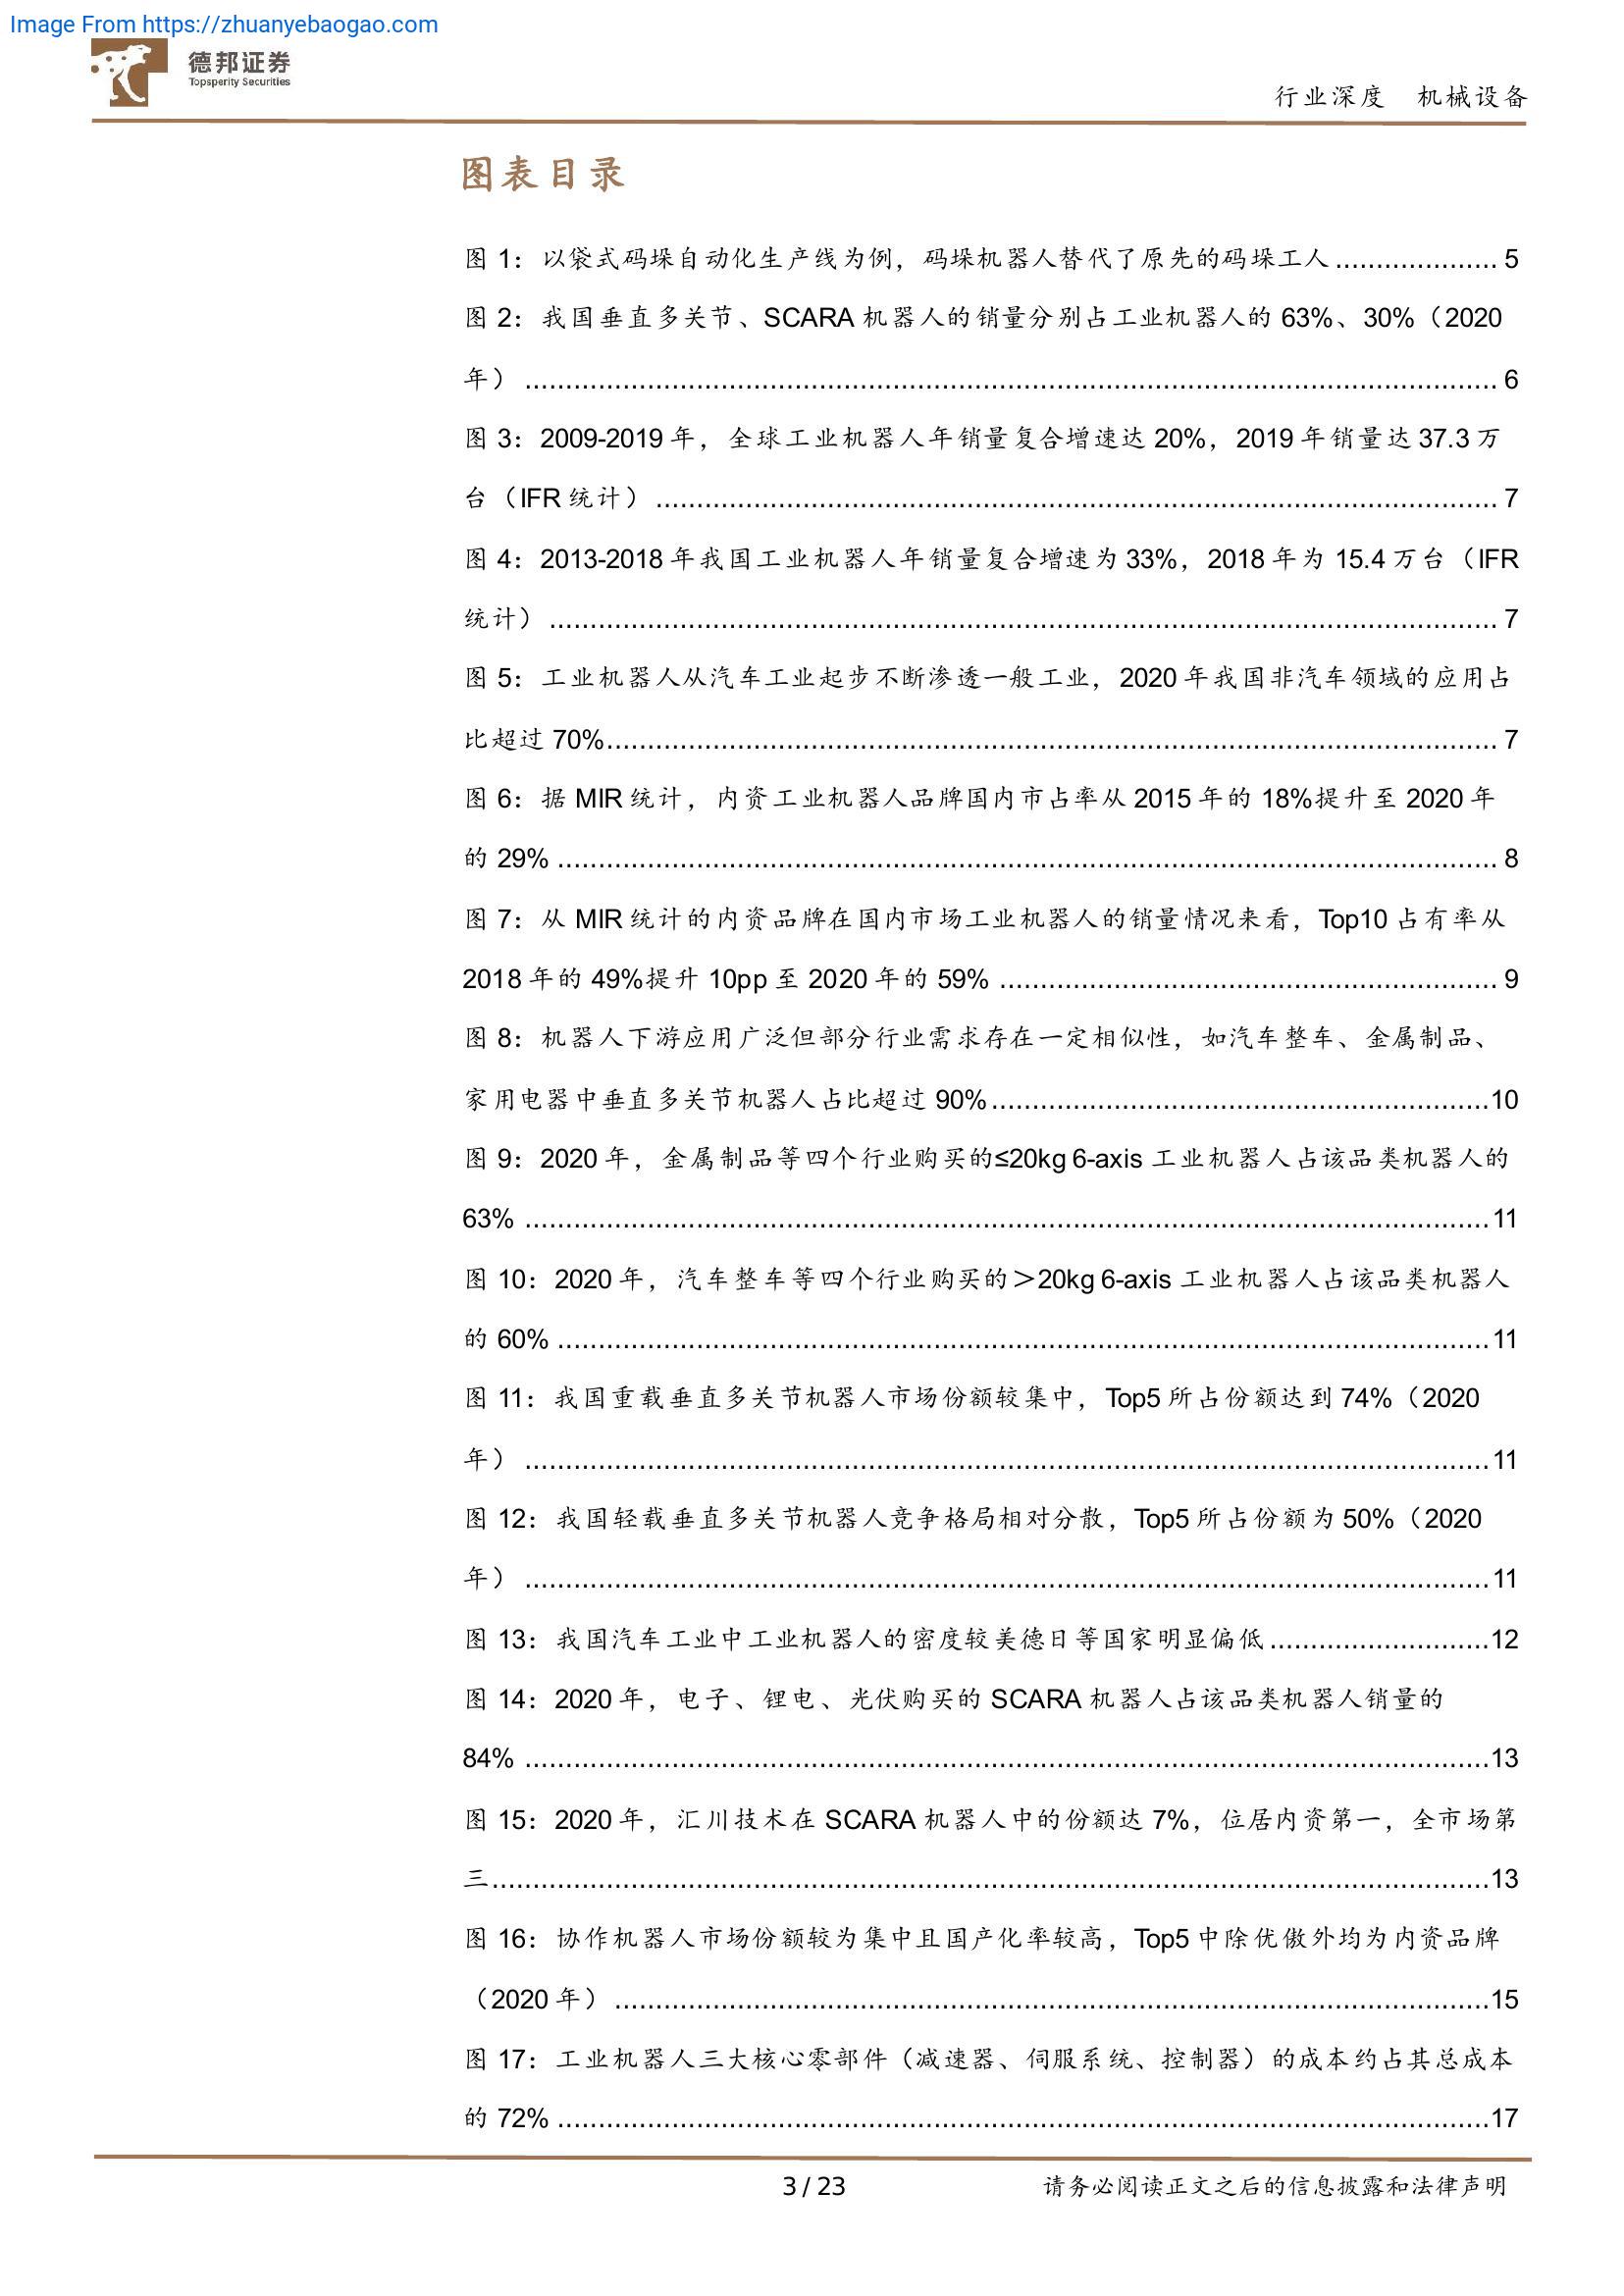 Image From https://zhuanyebaogao.com
德邦证券
Topsperity Securities
行业深度 机械设备
图表目录
图 1：以袋式码垛自动化生产线为例，码垛机器人替代了原先的码垛工人.................... 5
图 2：我国垂直多关节、SCARA 机器人的销量分别占工业机器人的 63%、30%（2020
年）........................................................................................................................ 6
图 3：2009-2019 年，全球工业机器人年销量复合增速达 20%，2019 年销量达 37.3 万
台（IFR 统计）........................................................................................................ 7
图 4：2013-2018 年我国工业机器人年销量复合增速为 33%，2018 年为 15.4 万台（IFR
统计）..................................................................................................................... 7
图 5：工业机器人从汽车工业起步不断渗透一般工业，2020 年我国非汽车领域的应用占
比超过 70%.............................................................................................................. 7
图 6：据 MIR 统计，内资工业机器人品牌国内市占率从 2015 年的 18%提升至 2020 年
的 29% .................................................................................................................... 8
图 7：从 MIR 统计的内资品牌在国内市场工业机器人的销量情况来看，Top10 占有率从
2018 年的 49%提升 10pp 至 2020 年的 59% ............................................................. 9
图 8：机器人下游应用广泛但部分行业需求存在一定相似性，如汽车整车、金属制品、
家用电器中垂直多关节机器人占比超过 90%.............................................................10
图 9：2020 年，金属制品等四个行业购买的≤20kg 6-axis 工业机器人占该品类机器人的
63% .......................................................................................................................11
图 10：2020 年，汽车整车等四个行业购买的＞20kg 6-axis 工业机器人占该品类机器人
的 60% ...................................................................................................................11
图 11：我国重载垂直多关节机器人市场份额较集中，Top5 所占份额达到 74%（2020
年）.......................................................................................................................11
图 12：我国轻载垂直多关节机器人竞争格局相对分散，Top5 所占份额为 50%（2020
年）.......................................................................................................................11
图 13：我国汽车工业中工业机器人的密度较美德日等国家明显偏低...........................12
图 14：2020 年，电子、锂电、光伏购买的 SCARA 机器人占该品类机器人销量的
84% .......................................................................................................................13
图 15：2020 年，汇川技术在 SCARA 机器人中的份额达 7%，位居内资第一，全市场第
三...........................................................................................................................13
图 16：协作机器人市场份额较为集中且国产化率较高，Top5 中除优傲外均为内资品牌
（2020 年）............................................................................................................15
图 17：工业机器人三大核心零部件（减速器、伺服系统、控制器）的成本约占其总成本
的 72% ...................................................................................................................17
3 / 23
请务必阅读正文之后的信息披露和法律声明